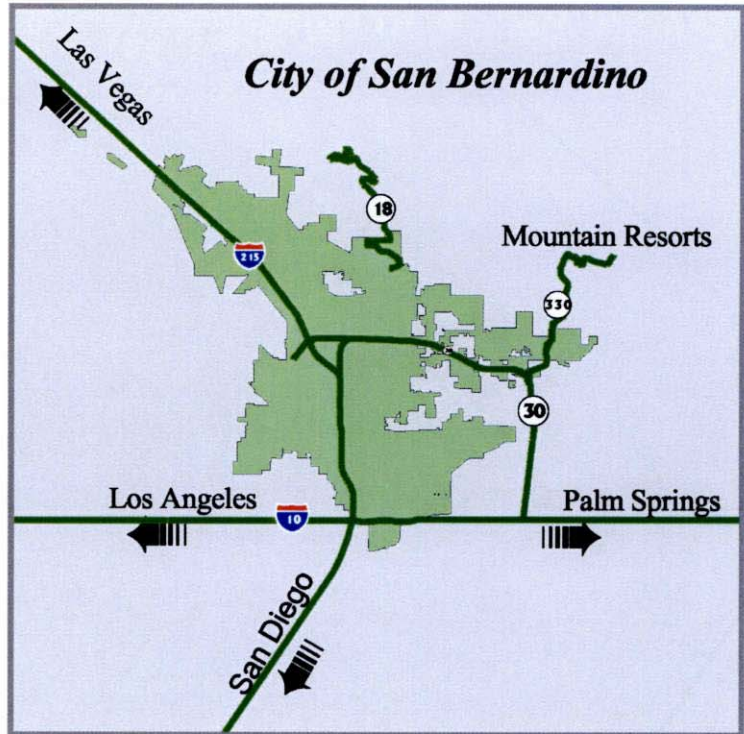 City of San Bernardino
Las Vegas
18
Mountain Resorts
215
330
30
Los Angeles
10
Palm Springs
San Diego